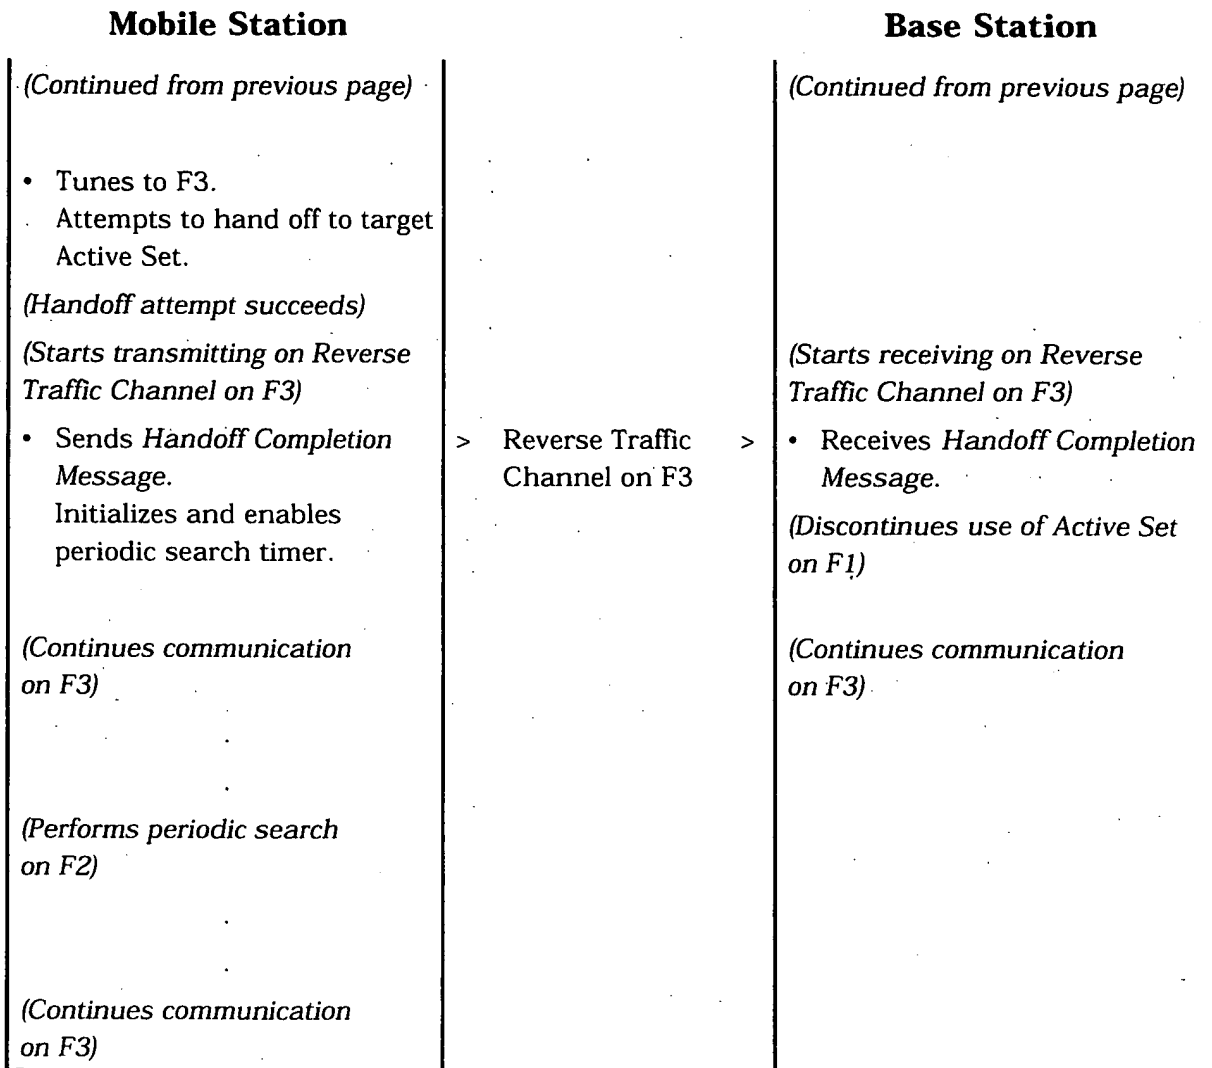 Mobile Station
Base Station
(Continued from previous page)
(Continued from previous page)
• Tunes to F3.
Attempts to hand off to target
Active Set.
(Handoff attempt succeeds)
(Starts transmitting on Reverse
Traffic Channel on F3)
(Starts receiving on Reverse
Traffic Channel on F3)
• Sends Handoff Completion
Message.
Initializes and enables
periodic search timer.
> Reverse Traffic >
Channel on F3
• Receives Handoff Completion
Message.
(Discontinues use of Active Set
on F1)
(Continues communication
on F3)
(Continues communication
on F3)
.
.
(Performs periodic search
on F2)
.
.
(Continues communication
on F3)